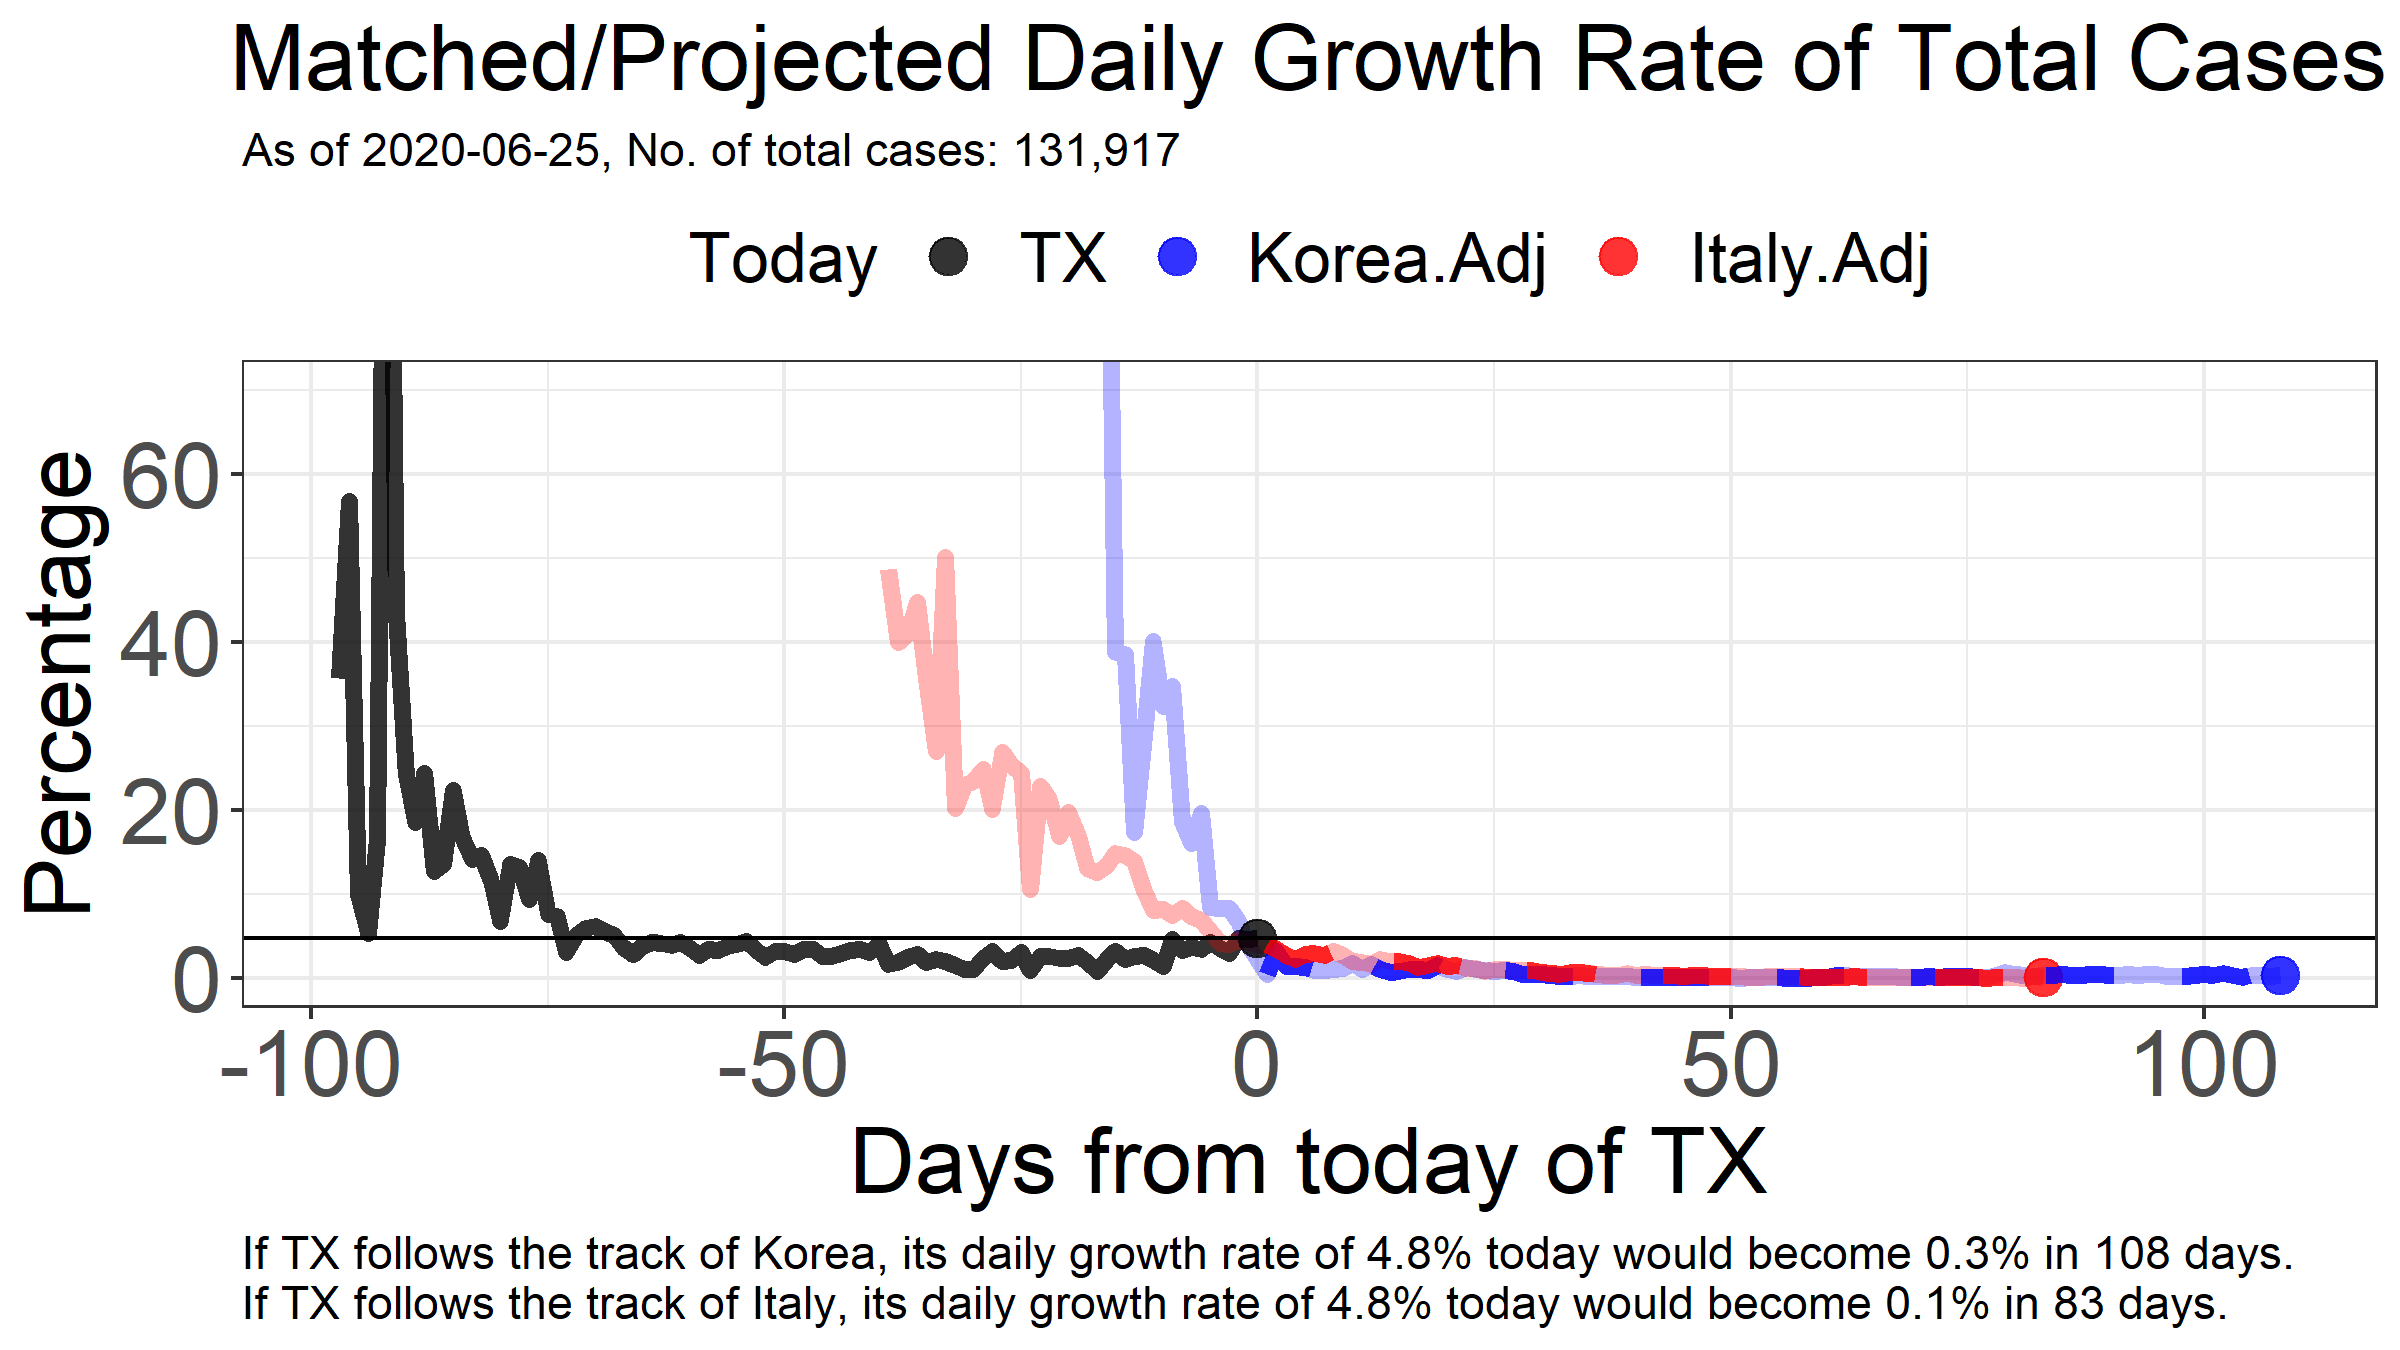 Matched/Projected Daily Growth Rate of Total Cases
As of 2020-06-25, No. of total cases: 131,917
Today TX Korea.Adj Italy.Adj
Percentage
60
40
20
0
-100 -50 0 50 100
Days from today of TX
If TX follows the track of Korea, its daily growth rate of 4.8% today would become 0.3% in 108 days.
If TX follows the track of Italy, its daily growth rate of 4.8% today would become 0.1% in 83 days.